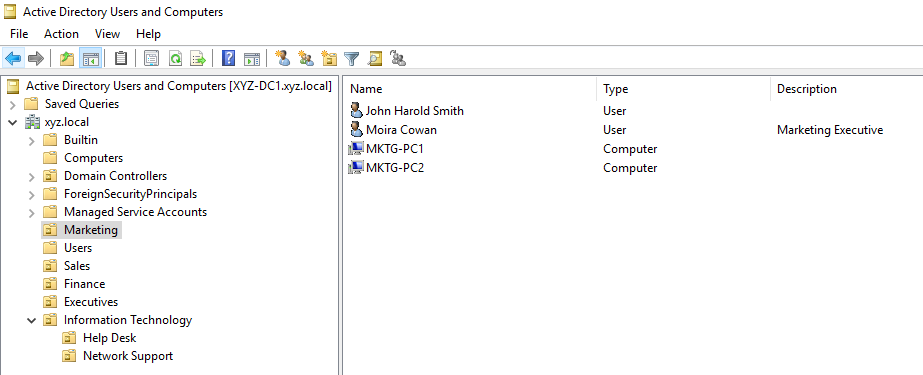 Active Directory Users and Computers
File Action View Help
Active Directory Users and Computers [XYZ-DC1.xyz.local]
Saved Queries
xyz.local
Builtin
Computers
Domain Controllers
ForeignSecurityPrincipals
Managed Service Accounts
Marketing
Users
Sales
Finance
Executives
Information Technology
Help Desk
Network Support
Name Type Description
John Harold Smith User
Moira Cowan User Marketing Executive
MKTG-PC1 Computer
MKTG-PC2 Computer